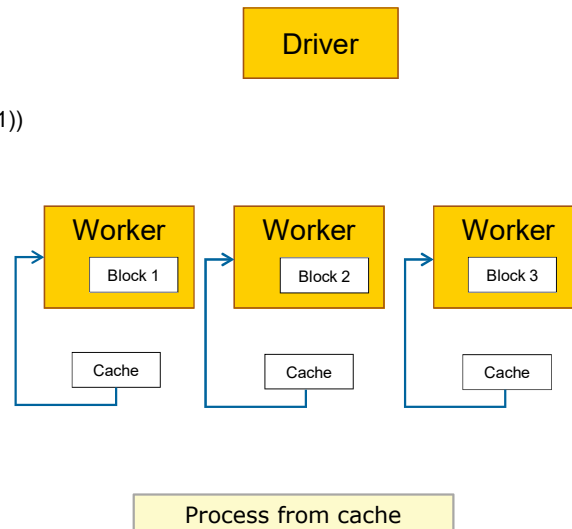 Driver
1))
Worker
Worker
Worker
Block 1
Block 2
Block 3
Cache
Cache
Cache
Process from cache